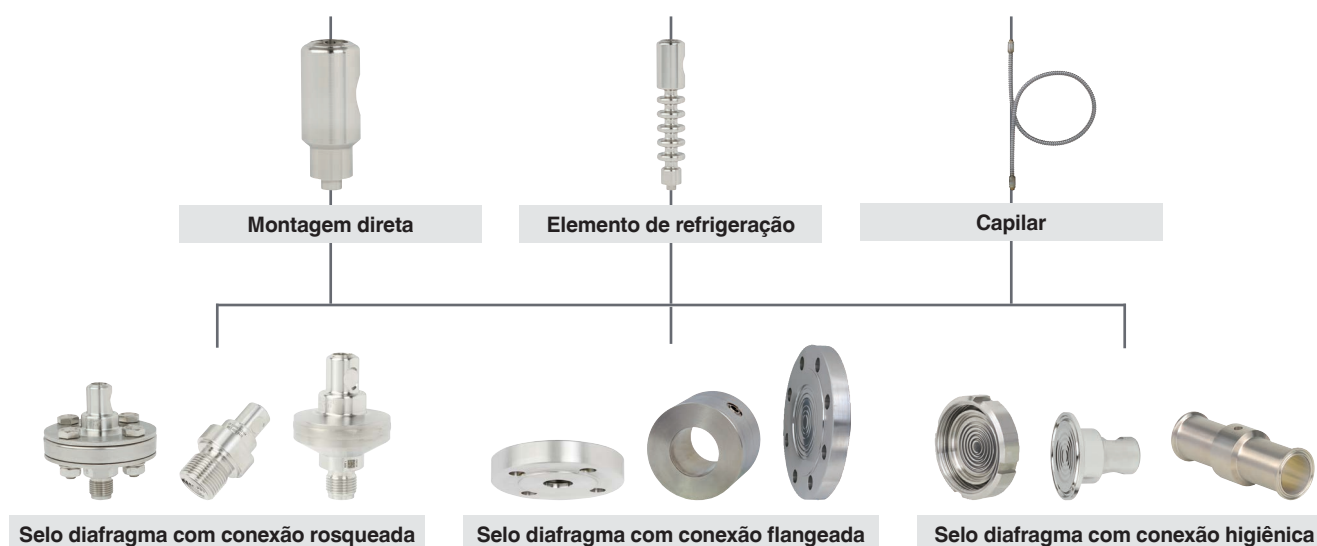 Montagem direta
Elemento de refrigeração
Capilar
Selo diafragma com conexão rosqueada
Selo diafragma com conexão flangeada
Selo diafragma com conexão higiênica